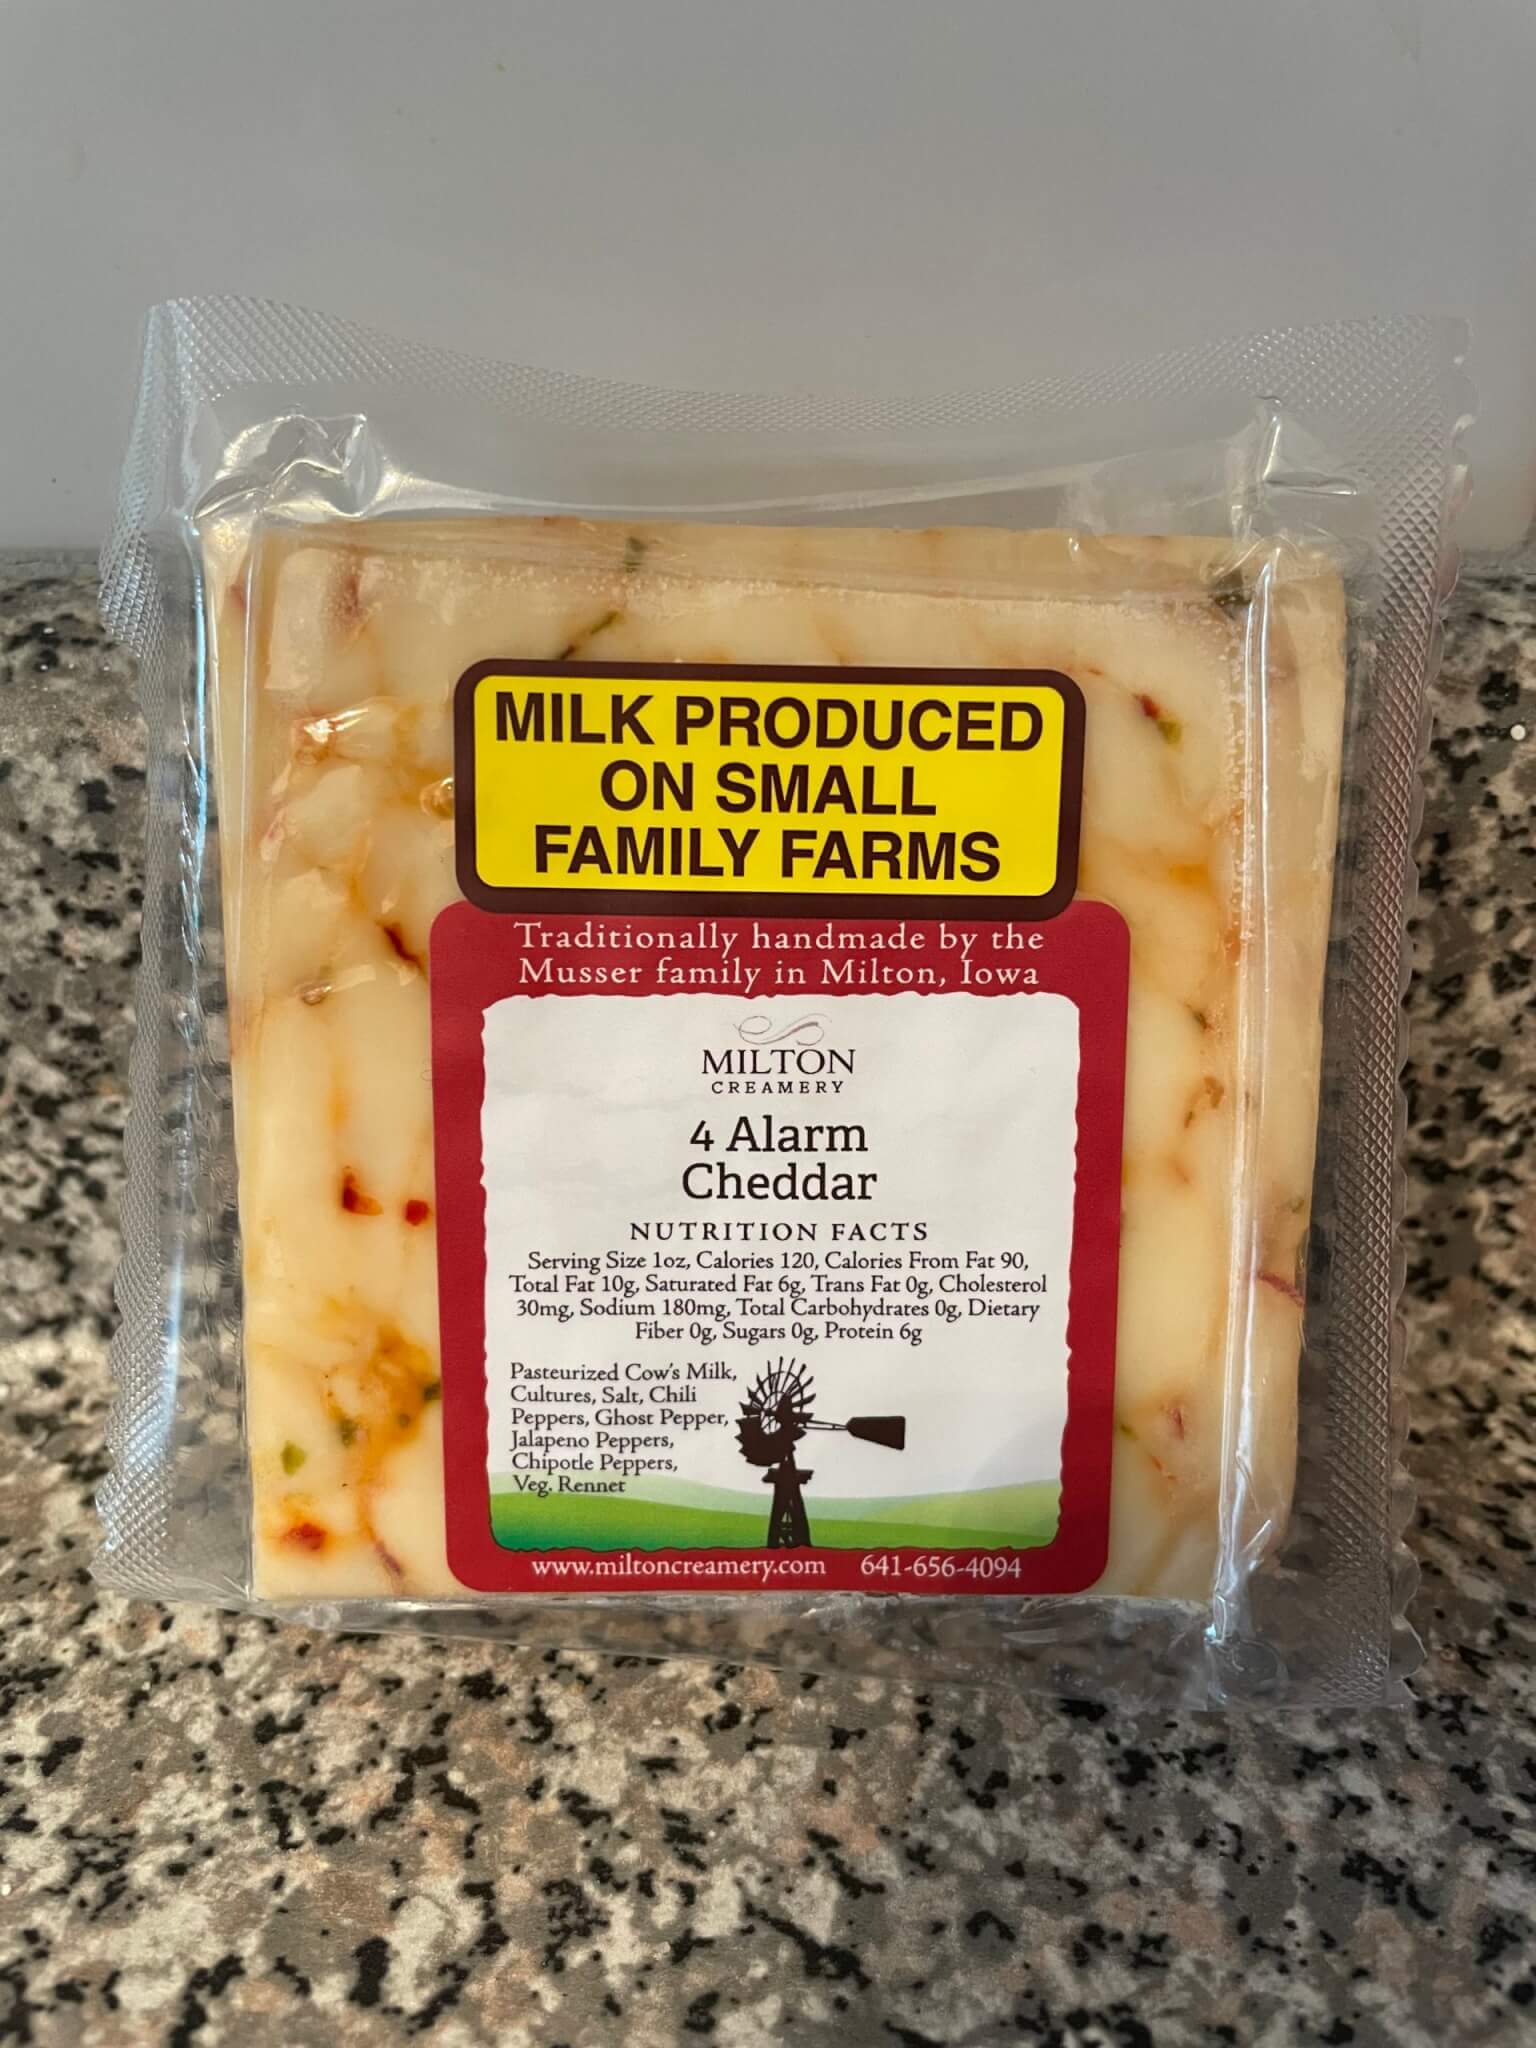 MILK PRODUCED
ON SMALL
FAMILY FARMS
Traditionally handmade by the
Musser family in Milton, Iowa
MILTON
CREAMERY
4 Alarm
Cheddar
NUTRITION FACTS
Serving Size 1oz, Calories 120, Calories From Fat 90,
Total Fat 10g, Saturated Fat 6g, Trans Fat 0g, Cholesterol
30mg, Sodium 180mg, Total Carbohydrates 0g, Dietary
Fiber 0g, Sugars 0g, Protein 6g
Pasteurized Cow's Milk,
Cultures, Salt, Chili
Peppers, Ghost Pepper,
Jalapeno Peppers,
Chipotle Peppers,
Veg. Rennet
www.miltoncreamery.com 641-656-4094